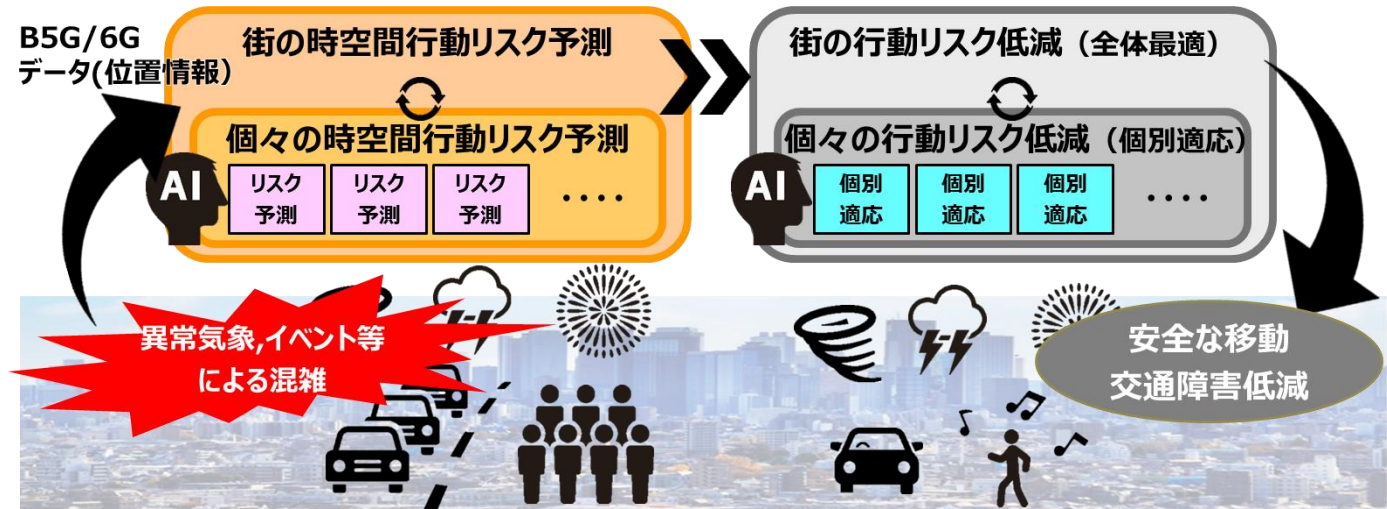 B5G/6G
データ(位置情報）
街の時空間行動リスク予測
個々の時空間行動リスク予測
AI
リスク
予測
リスク
予測
リスク
予測
・・・・
街の行動リスク低減（全体最適）
個々の行動リスク低減（個別適応）
AI
個別
適応
個別
適応
個別
適応
・・・・
異常気象,イベント等
による混雑
安全な移動
交通障害低減